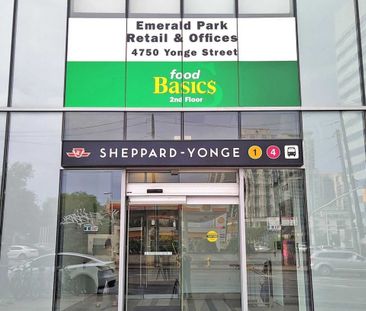 Emerald Park
Retail & Offices
4750 Yonge Street
food
Basics
2nd Floor
SHEPPARD-YONGE 1 4